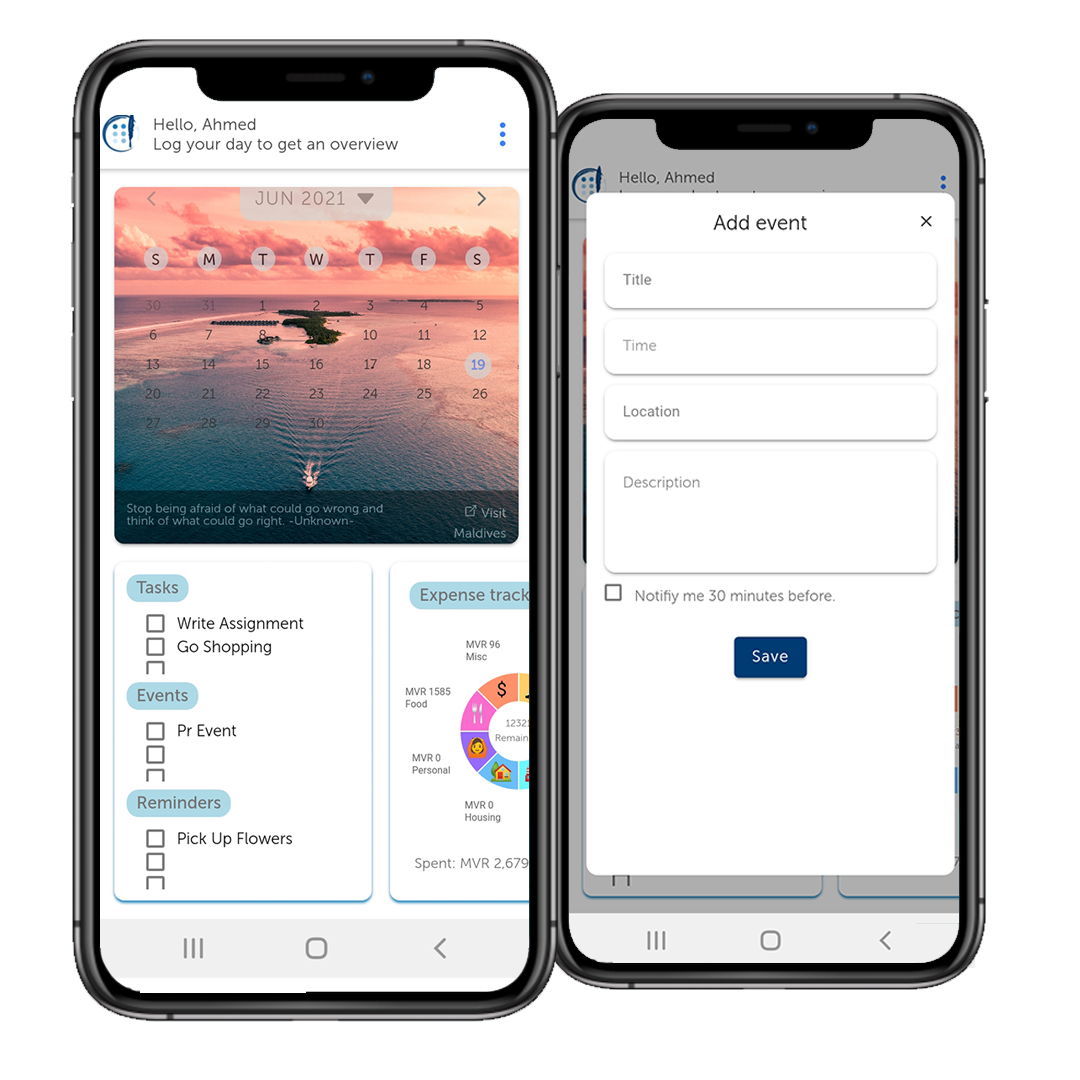 Hello, Ahmed
Log your day to get an overview
JUN 2021
S M T W T F S
30 31 1 2 3 4 5
6 7 8 10 11 12
13 14 15 16 17 18 19
20 21 22 23 24 25 26
27 28 29 30
Stop being afraid of what could go wrong and
think of what could go right. -Unknown-
Visit
Maldives
Tasks
Write Assignment
Go Shopping
Events
Pr Event
Reminders
Pick Up Flowers
Expense track
MVR 96
Misc
MVR 1585
Food
$
1232
Remain
MVR 0
Personal
MVR 0
Housing
Spent: MVR 2,679
Hello, Ahmed
Add event
Title
Time
Location
Description
Notifiy me 30 minutes before.
Save